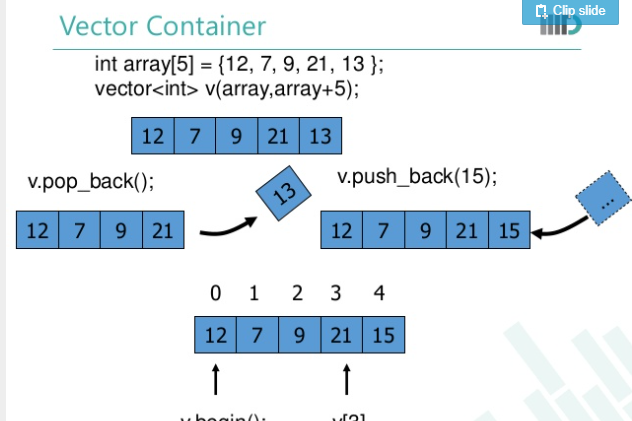 Clip slide
Vector Container
int array[5] = {12, 7, 9, 21, 13 };
vector<int> v(array,array+5);
12 7 9 21 13
v.pop_back();
13
v.push_back(15);
...
12 7 9 21
12 7 9 21 15
0 1 2 3 4
12 7 9 21 15
v.begin(); v[3]